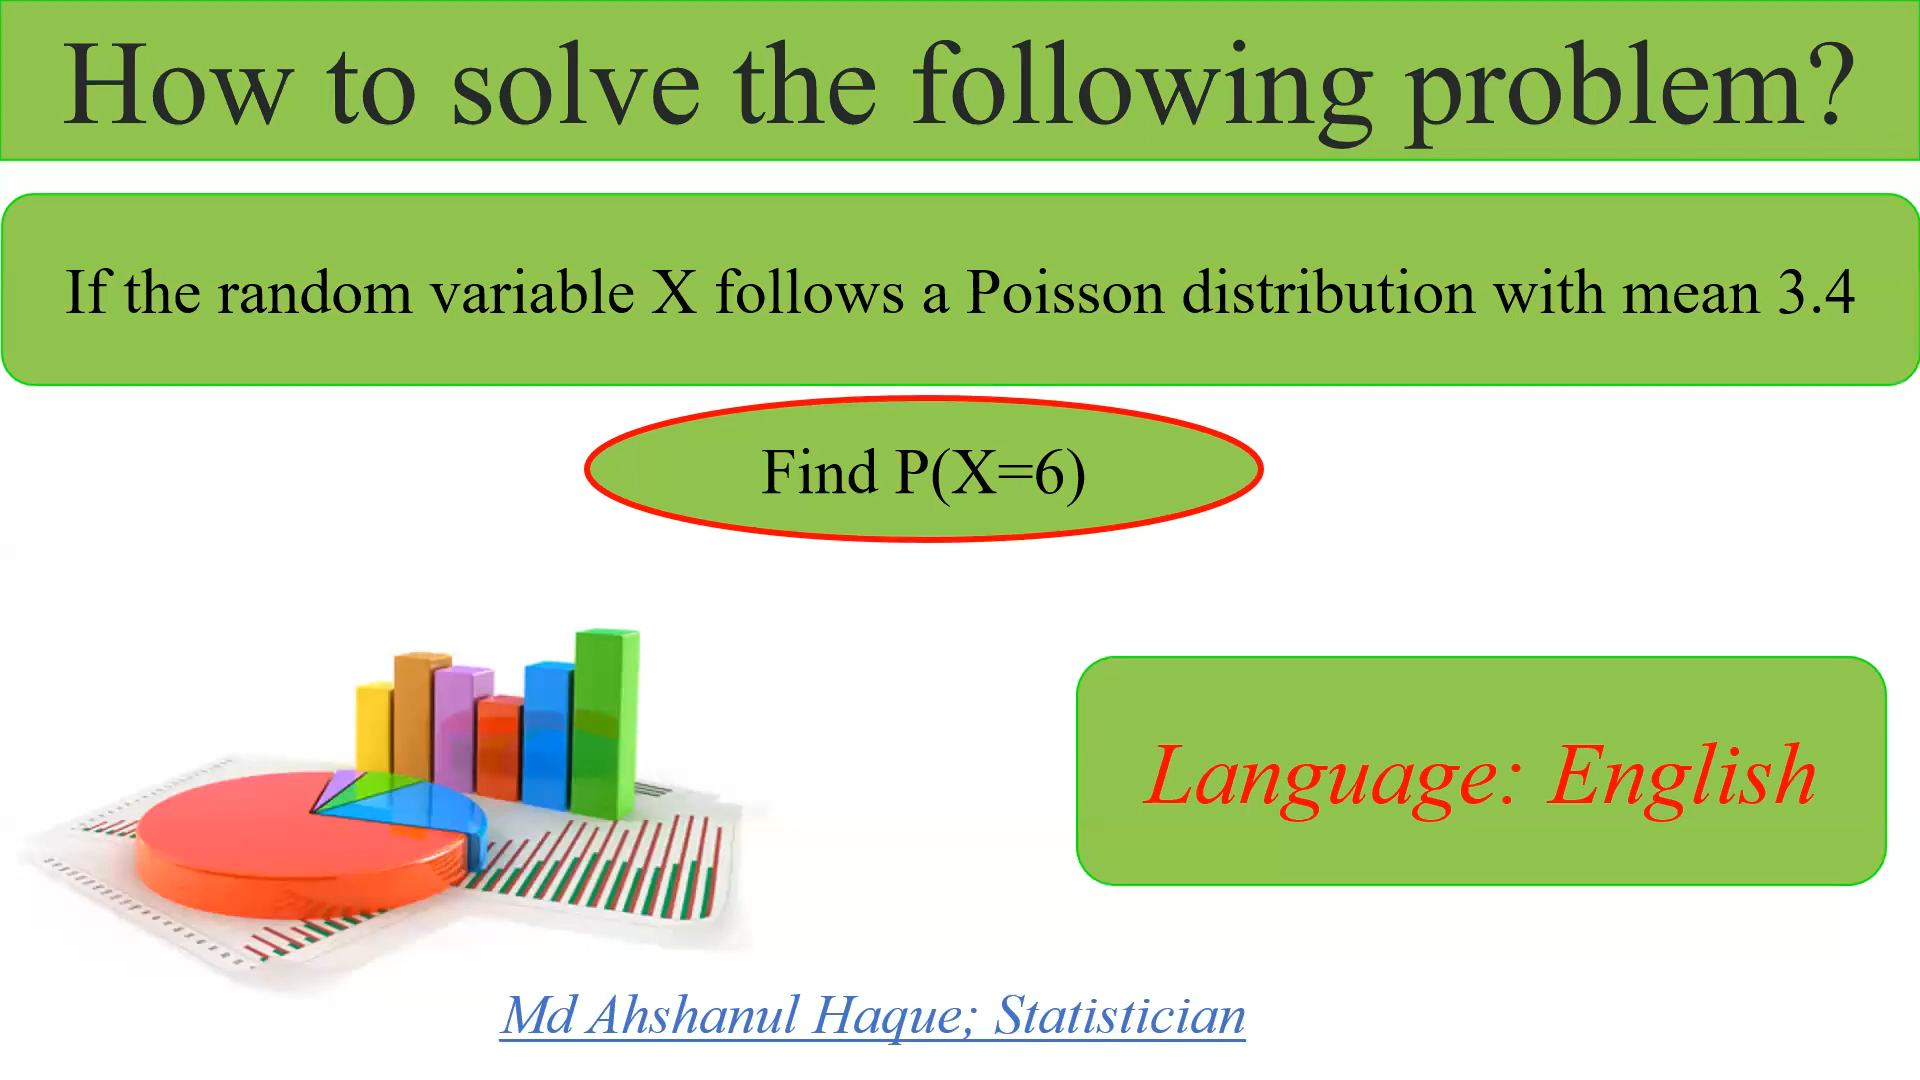 How to solve the following problem?
If the random variable X follows a Poisson distribution with mean 3.4
Find P(X=6)
Language: English
Md Ahshanul Haque; Statistician